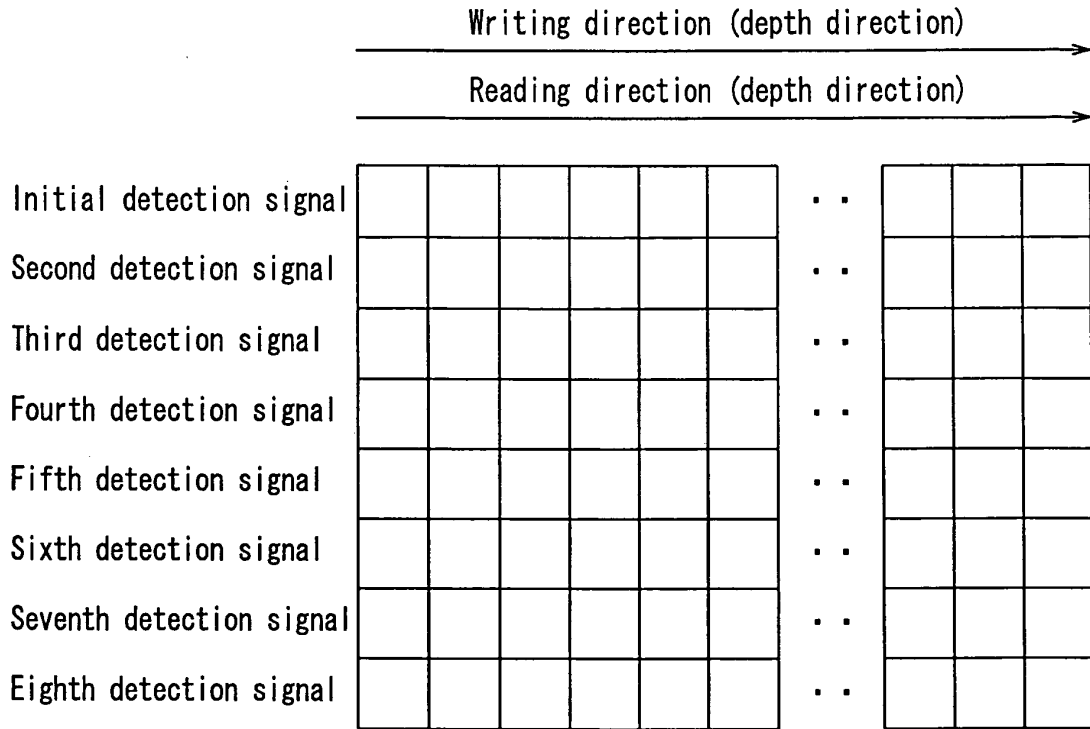 Writing direction (depth direction)
Reading direction (depth direction)
Initial detection signal
Second detection signal
Third detection signal
Fourth detection signal
Fifth detection signal
Sixth detection signal
Seventh detection signal
Eighth detection signal